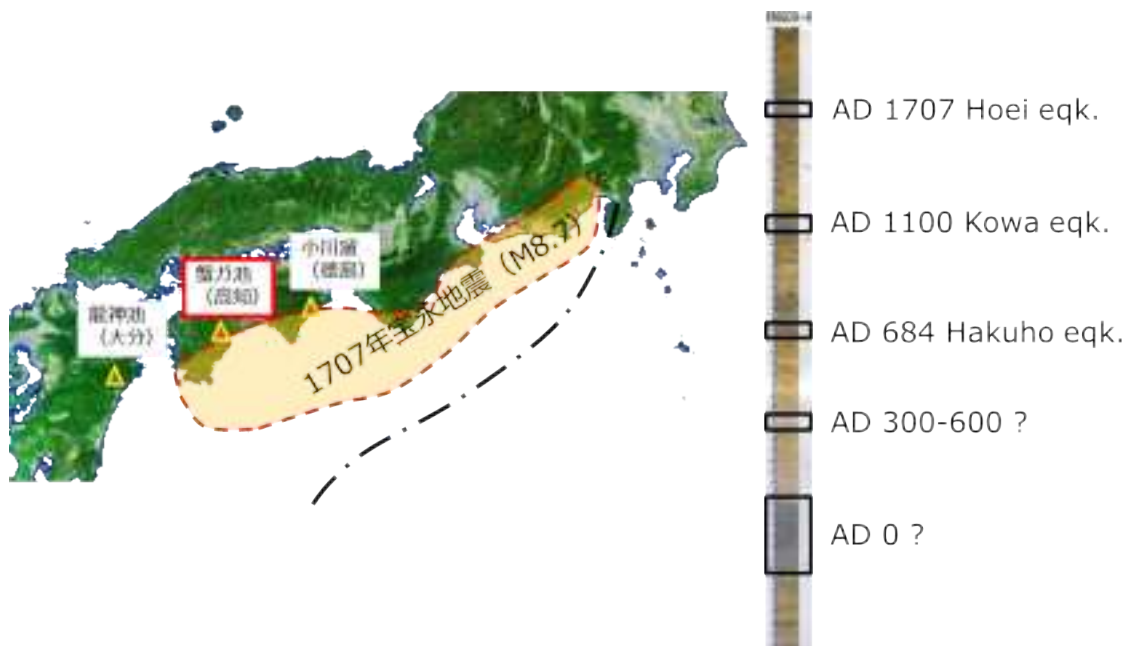 小川涸
(徳島)
蟹乃池
(高知)
龍神池
(大分)
1707年宝永地震 (M8.7)
AD 1707 Hoei eqk.
AD 1100 Kowa eqk.
AD 684 Hakuho eqk.
AD 300-600 ?
AD 0 ?